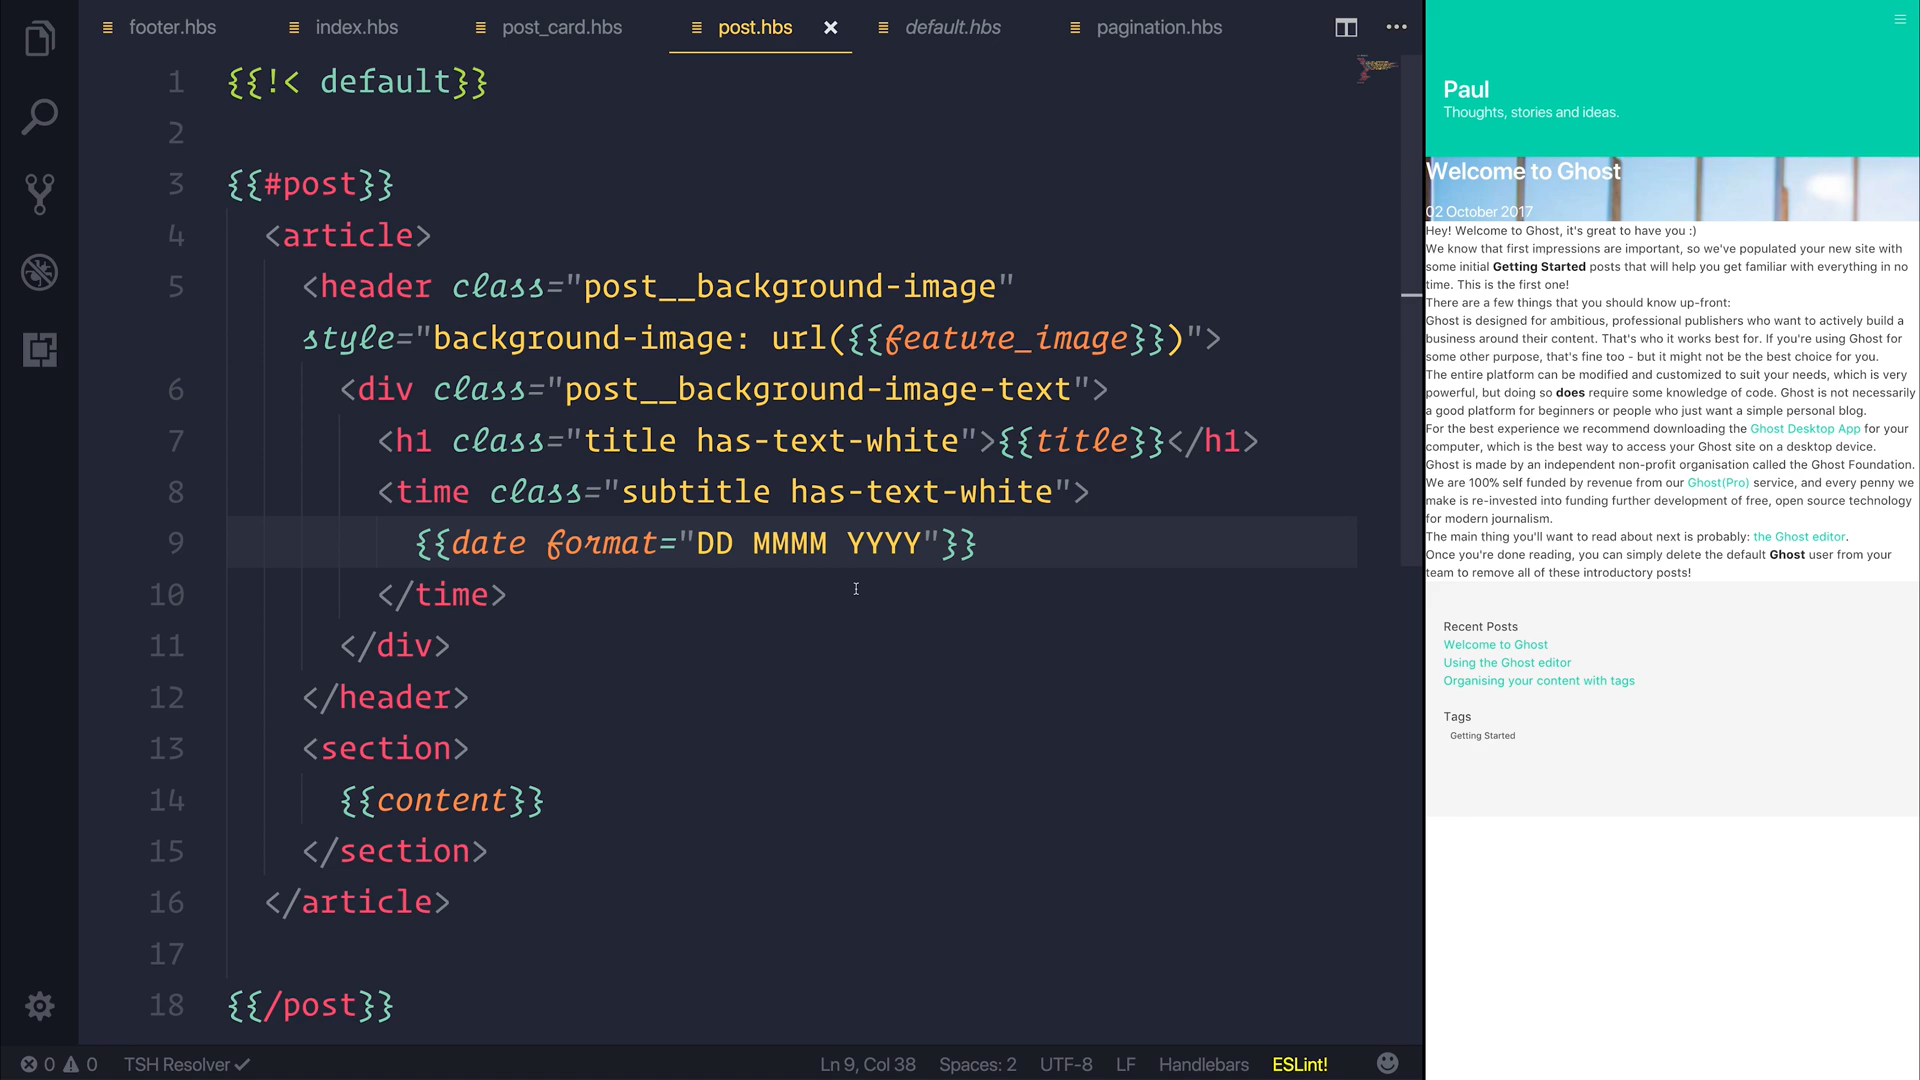 footer.hbs
index.hbs
post_card.hbs
post.hbs
default.hbs
pagination.hbs
1 {{!< default}}
2
3 {{#post}}
4 <article>
5 <header class="post__background-image"
style="background-image: url({{feature_image}})">
6 <div class="post__background-image-text">
7 <h1 class="title has-text-white">{{title}}</h1>
8 <time class="subtitle has-text-white">
9 {{date format="DD MMMM YYYY"}}
10 </time>
11 </div>
12 </header>
13 <section>
14 {{content}}
15 </section>
16 </article>
17
18 {{/post}}
0 0 TSH Resolver Ln 9, Col 38 Spaces: 2 UTF-8 LF Handlebars ESLint!
Paul
Thoughts, stories and ideas.
Welcome to Ghost
02 October 2017
Hey! Welcome to Ghost, it's great to have you :)
We know that first impressions are important, so we've populated your new site with
some initial Getting Started posts that will help you get familiar with everything in no
time. This is the first one!
There are a few things that you should know up-front:
Ghost is designed for ambitious, professional publishers who want to actively build a
business around their content. That's who it works best for. If you're using Ghost for
some other purpose, that's fine too - but it might not be the best choice for you.
The entire platform can be modified and customized to suit your needs, which is very
powerful, but doing so does require some knowledge of code. Ghost is not necessarily
a good platform for beginners or people who just want a simple personal blog.
For the best experience we recommend downloading the Ghost Desktop App for your
computer, which is the best way to access your Ghost site on a desktop device.
Ghost is made by an independent non-profit organisation called the Ghost Foundation.
We are 100% self funded by revenue from our Ghost(Pro) service, and every penny we
make is re-invested into funding further development of free, open source technology
for modern journalism.
The main thing you'll want to read about next is probably: the Ghost editor.
Once you're done reading, you can simply delete the default Ghost user from your
team to remove all of these introductory posts!
Recent Posts
Welcome to Ghost
Using the Ghost editor
Organising your content with tags
Tags
Getting Started